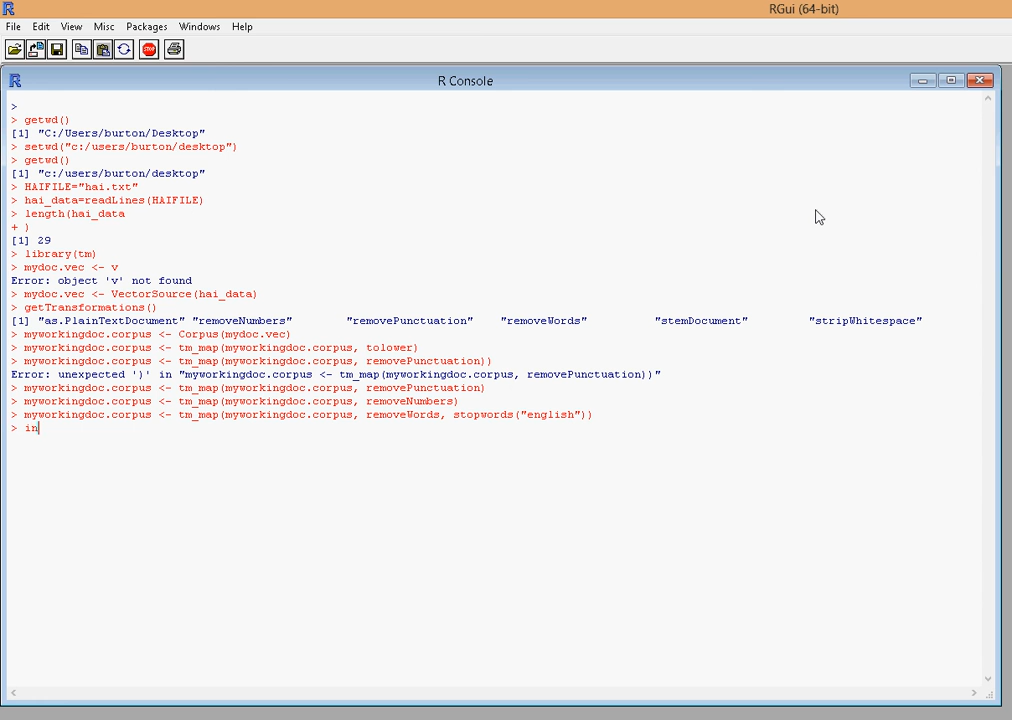 RGui (64-bit)
File Edit View Misc Packages Windows Help
STOP
R Console
>
> getwd()
[1] "C:/Users/burton/Desktop"
> setwd("c:/users/burton/desktop")
> getwd()
[1] "c:/users/burton/desktop"
> HAIFILE="hai.txt"
> hai_data=readLines(HAIFILE)
> length(hai_data
+ )
[1] 29
> library(tm)
> mydoc.vec <- v
Error: object 'v' not found
> mydoc.vec <- VectorSource(hai_data)
> getTransformations()
[1] "as.PlainTextDocument" "removeNumbers" "removePunctuation" "removeWords" "stemDocument" "stripWhitespace"
> myworkingdoc.corpus <- Corpus(mydoc.vec)
> myworkingdoc.corpus <- tm_map(myworkingdoc.corpus, tolower)
> myworkingdoc.corpus <- tm_map(myworkingdoc.corpus, removePunctuation))
Error: unexpected ')' in "myworkingdoc.corpus <- tm_map(myworkingdoc.corpus, removePunctuation))"
> myworkingdoc.corpus <- tm_map(myworkingdoc.corpus, removePunctuation)
> myworkingdoc.corpus <- tm_map(myworkingdoc.corpus, removeNumbers)
> myworkingdoc.corpus <- tm_map(myworkingdoc.corpus, removeWords, stopwords("english"))
> in